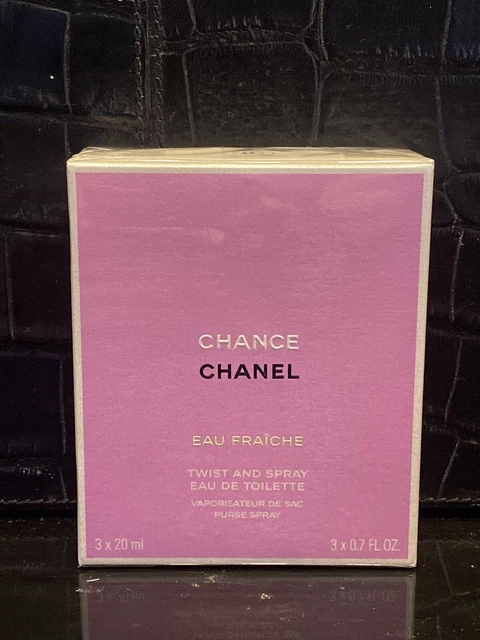 CHANCE
CHANEL
EAU FRAÎCHE
TWIST AND SPRAY
EAU DE TOILETTE
VAPORISATEUR DE SAC
PURSE SPRAY
3 x 20 ml
3 x 0.7 FL.OZ.